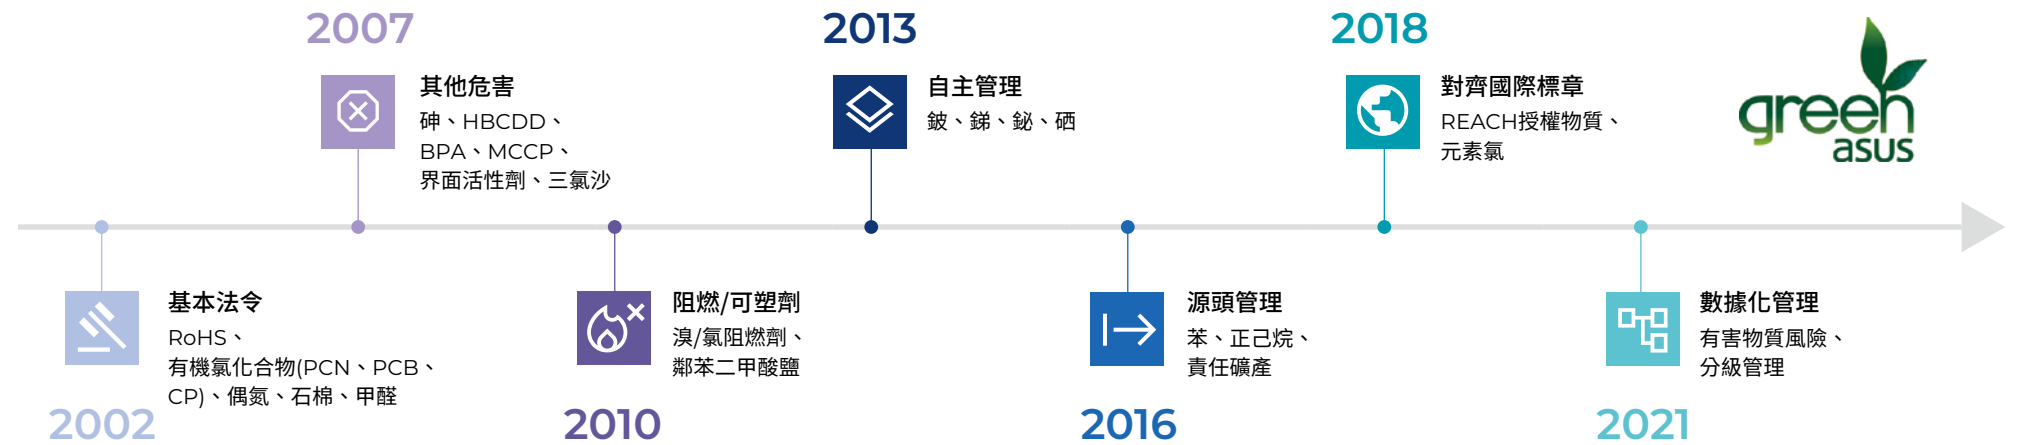 2007
其他危害
砷、HBCDD、
BPA、MCCP、
界面活性劑、三氯沙
2013
自主管理
鈹、銻、鉍、硒
2018
對齊國際標章
REACH授權物質、
元素氯
green
asus
基本法令
RoHS、
有機氯化合物(PCN、PCB、
CP)、偶氮、石棉、甲醛
2002
阻燃/可塑劑
溴/氯阻燃劑、
鄰苯二甲酸鹽
2010
源頭管理
苯、正己烷、
責任礦產
2016
數據化管理
有害物質風險、
分級管理
2021